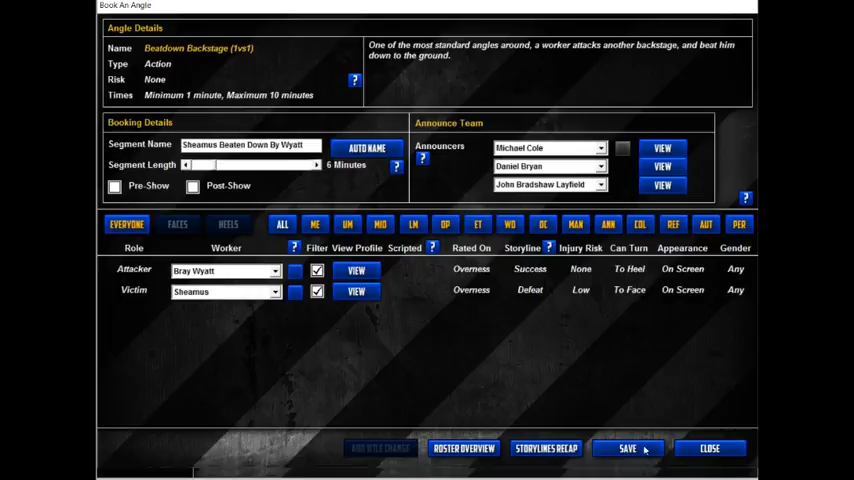 Book An Angle
Angle Details
Name Beatdown Backstage (1vs1)
Type Action
Risk None
Times Minimum 1 minute, Maximum 10 minutes
?
One of the most standard angles around, a worker attacks another backstage, and beat him
down to the ground.
Booking Details
Segment Name Sheamus Beaten Down By Wyatt AUTO NAME
Segment Length 6 Minutes ?
Pre-Show Post-Show
Announce Team
Announcers Michael Cole VIEW
? Daniel Bryan VIEW
John Bradshaw Layfield VIEW
?
EVERYONE FACES HEELS ALL ME UM MID LM OP ET WO OC MAN ANN COL REF AUT PER
Role Worker ? Filter View Profile Scripted ? Rated On Storyline ? Injury Risk Can Turn Appearance Gender
Attacker Bray Wyatt VIEW Overness Success None To Heel On Screen Any
Victim Sheamus VIEW Overness Defeat Low To Face On Screen Any
ADD TITLE CHANGE ROSTER OVERVIEW STORYLINES RECAP SAVE CLOSE